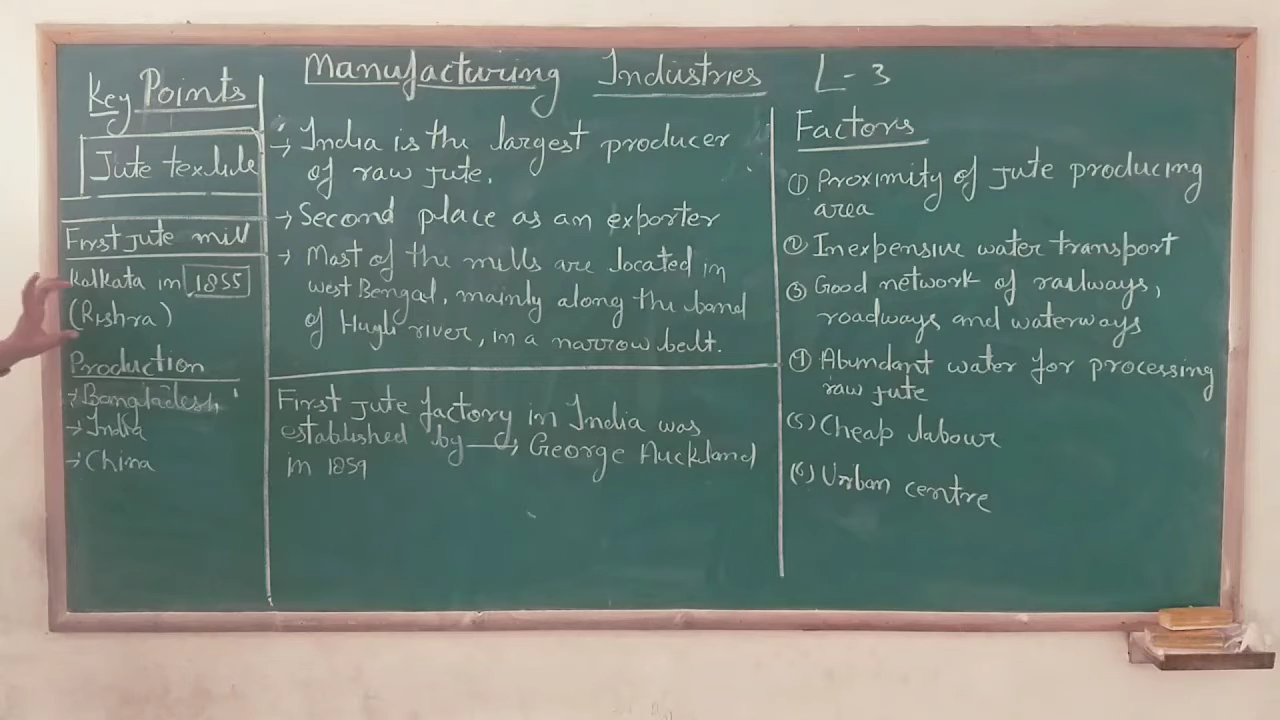 Manufacturing Industries L-3
Key Points
Jute textile
First Jute mill
Kolkata in 1855
(Rishra)
Production
→ Bangladesh
→ India
→ China
→ India is the largest producer
of raw jute.
→ Second place as an exporter
→ Most of the mills are located in
west Bengal, mainly along the band
of Hugli river, in a narrow belt.
First Jute factory in India was
established by → George Auckland
in 1859
Factors
① Proximity of Jute producing
area
② Inexpensive water transport
③ Good network of railways,
roadways and waterways
④ Abundant water for processing
raw jute
(5) Cheap labour
(6) Urban centre